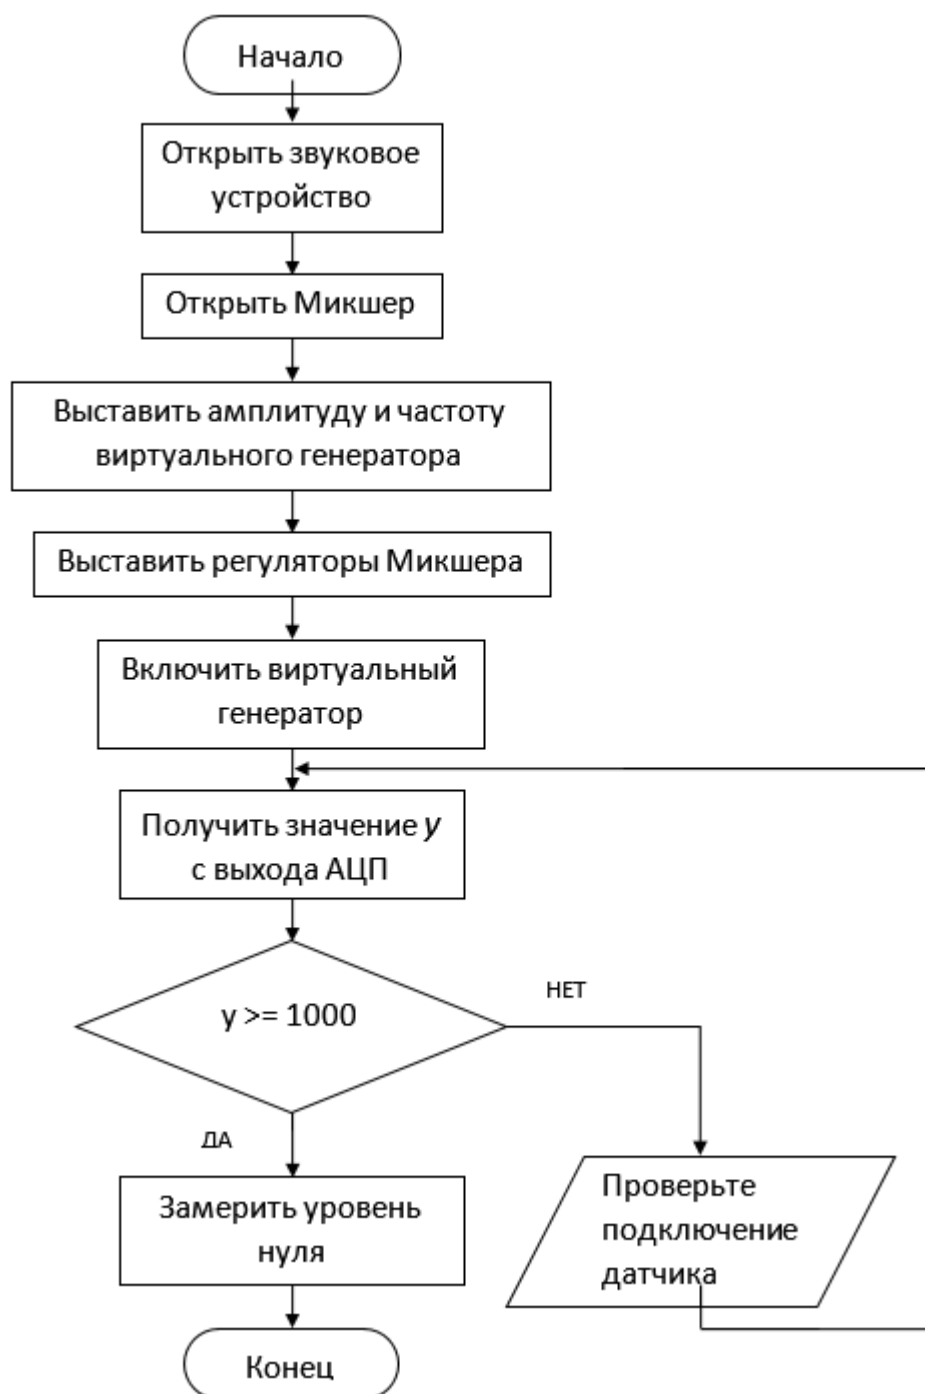 Начало
Открыть звуковое
устройство
Открыть Микшер
Выставить амплитуду и частоту
виртуального генератора
Выставить регуляторы Микшера
Включить виртуальный
генератор
Получить значение y
с выхода АЦП
y >= 1000
НЕТ
ДА
Замерить уровень
нуля
Проверьте
подключение
датчика
Конец